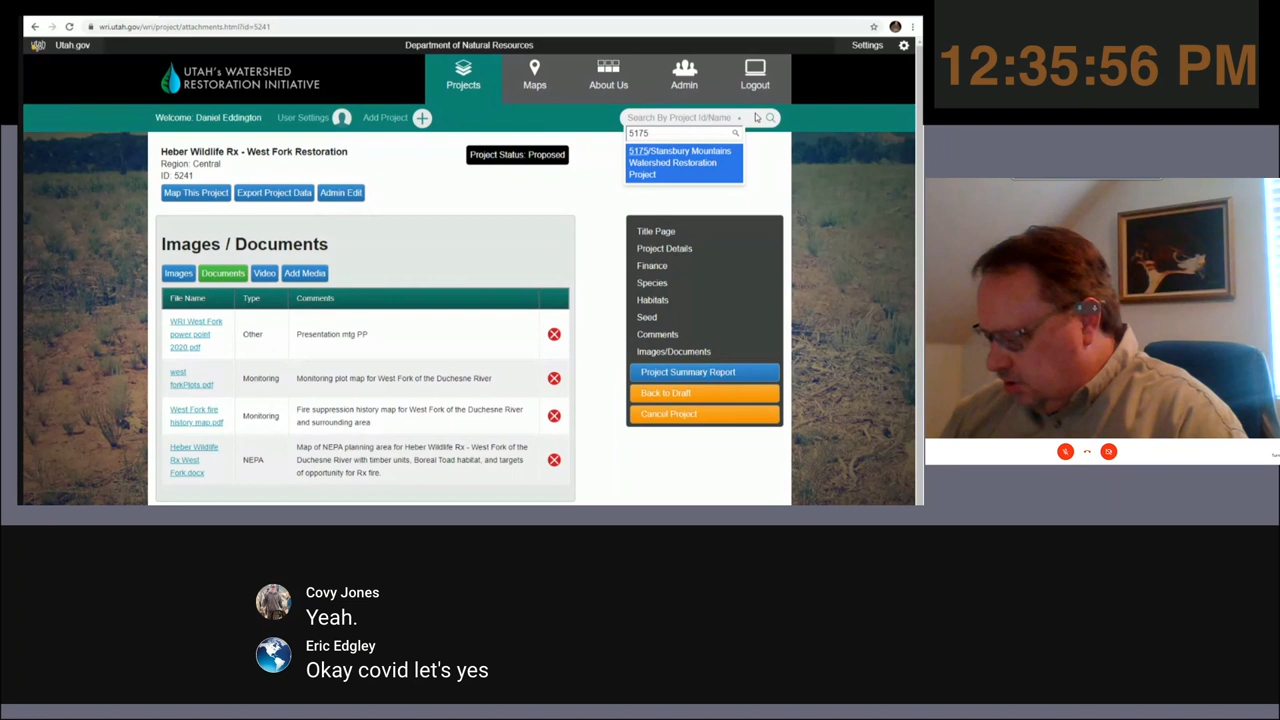 wri.utah.gov/wri/project/attachments.html?id=5241
12:35:56 PM
Utah.gov
Department of Natural Resources
Settings
UTAH'S WATERSHED
RESTORATION INITIATIVE
Projects
Maps
About Us
Admin
Logout
Welcome: Daniel Eddington
User Settings
Add Project
Search By Project Id/Name
5175
5175/Stansbury Mountains
Watershed Restoration
Project
Heber Wildlife Rx - West Fork Restoration
Region: Central
ID: 5241
Project Status: Proposed
Map This Project
Export Project Data
Admin Edit
Images / Documents
Images
Documents
Video
Add Media
File Name
Type
Comments
WRI West Fork
power point
2020.pdf
Other
Presentation mtg PP
west
forkPlots.pdf
Monitoring
Monitoring plot map for West Fork of the Duchesne River
West Fork fire
history map.pdf
Monitoring
Fire suppression history map for West Fork of the Duchesne River
and surrounding area
Heber Wildlife
Rx West
Fork.docx
NEPA
Map of NEPA planning area for Heber Wildlife Rx - West Fork of the
Duchesne River with timber units, Boreal Toad habitat, and targets
of opportunity for Rx fire.
Title Page
Project Details
Finance
Species
Habitats
Seed
Comments
Images/Documents
Project Summary Report
Back to Draft
Cancel Project
Covy Jones
Yeah.
Eric Edgley
Okay covid let's yes